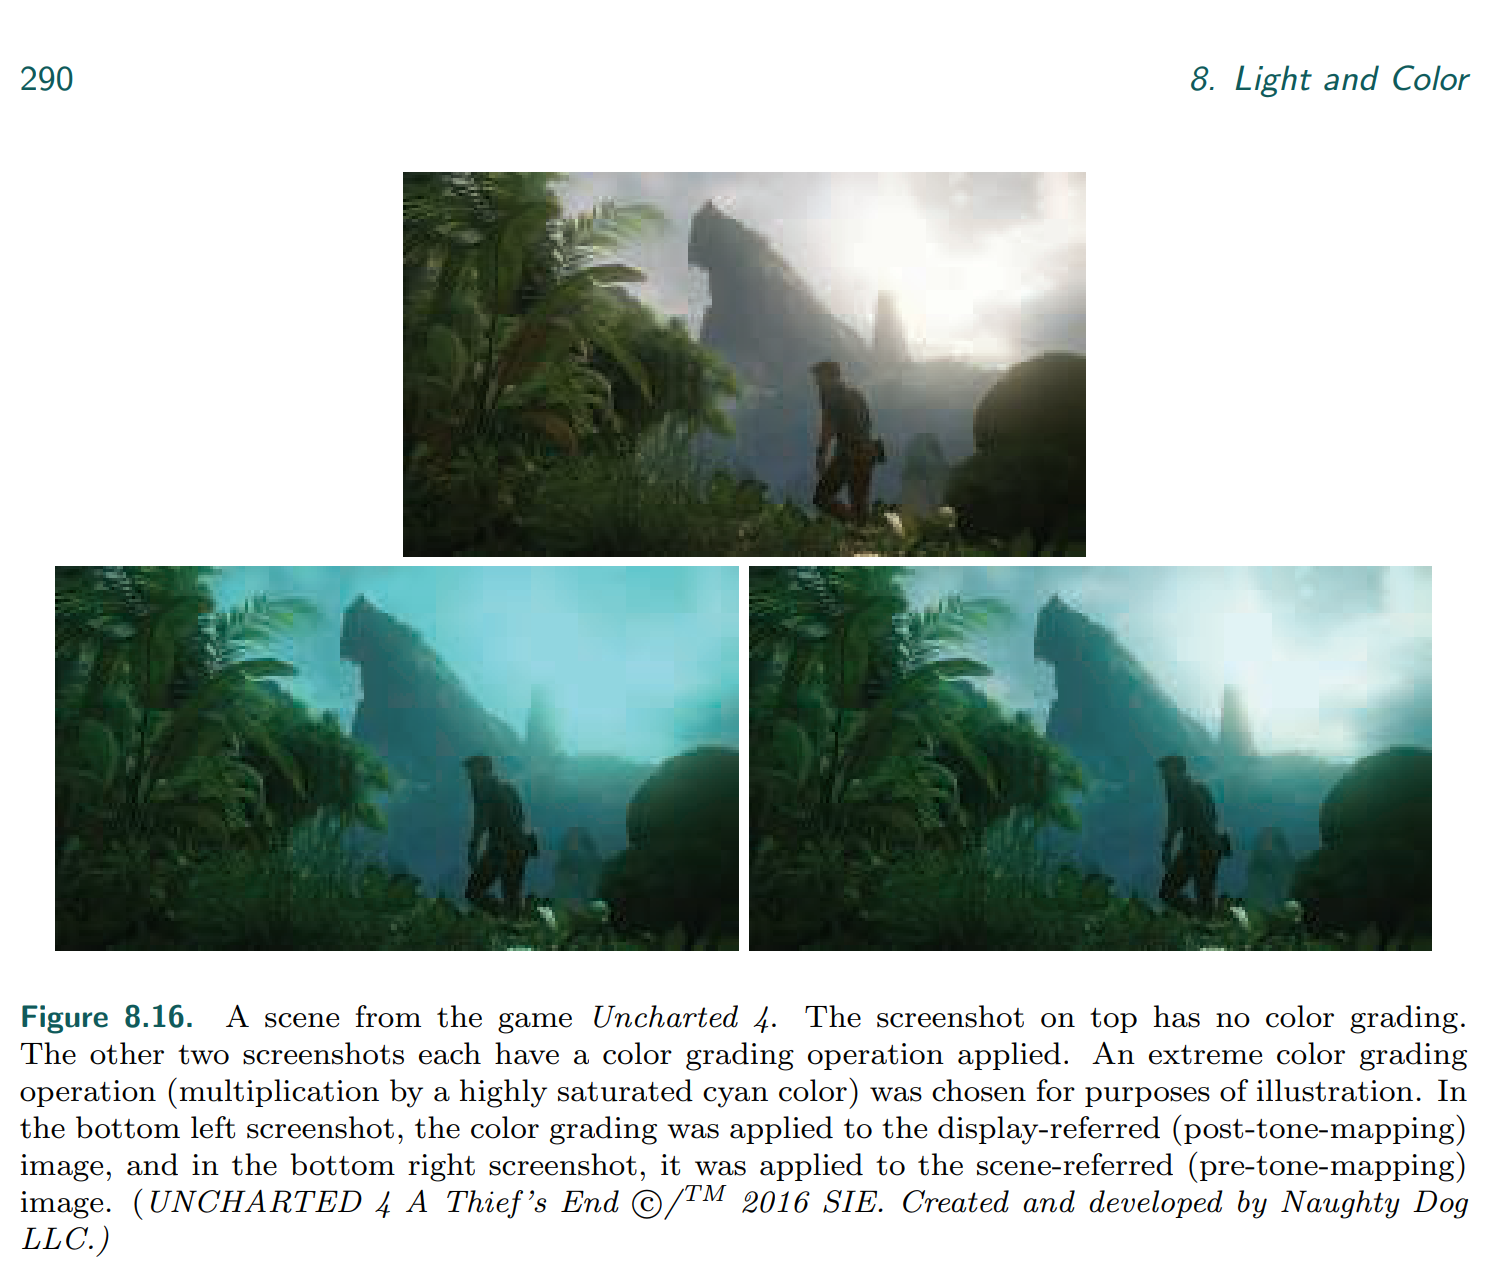 290
8. Light and Color
Figure 8.16. A scene from the game Uncharted 4. The screenshot on top has no color grading.
The other two screenshots each have a color grading operation applied. An extreme color grading
operation (multiplication by a highly saturated cyan color) was chosen for purposes of illustration. In
the bottom left screenshot, the color grading was applied to the display-referred (post-tone-mapping)
image, and in the bottom right screenshot, it was applied to the scene-referred (pre-tone-mapping)
image. (UNCHARTED 4 A Thief's End ©/TM 2016 SIE. Created and developed by Naughty Dog
LLC.)